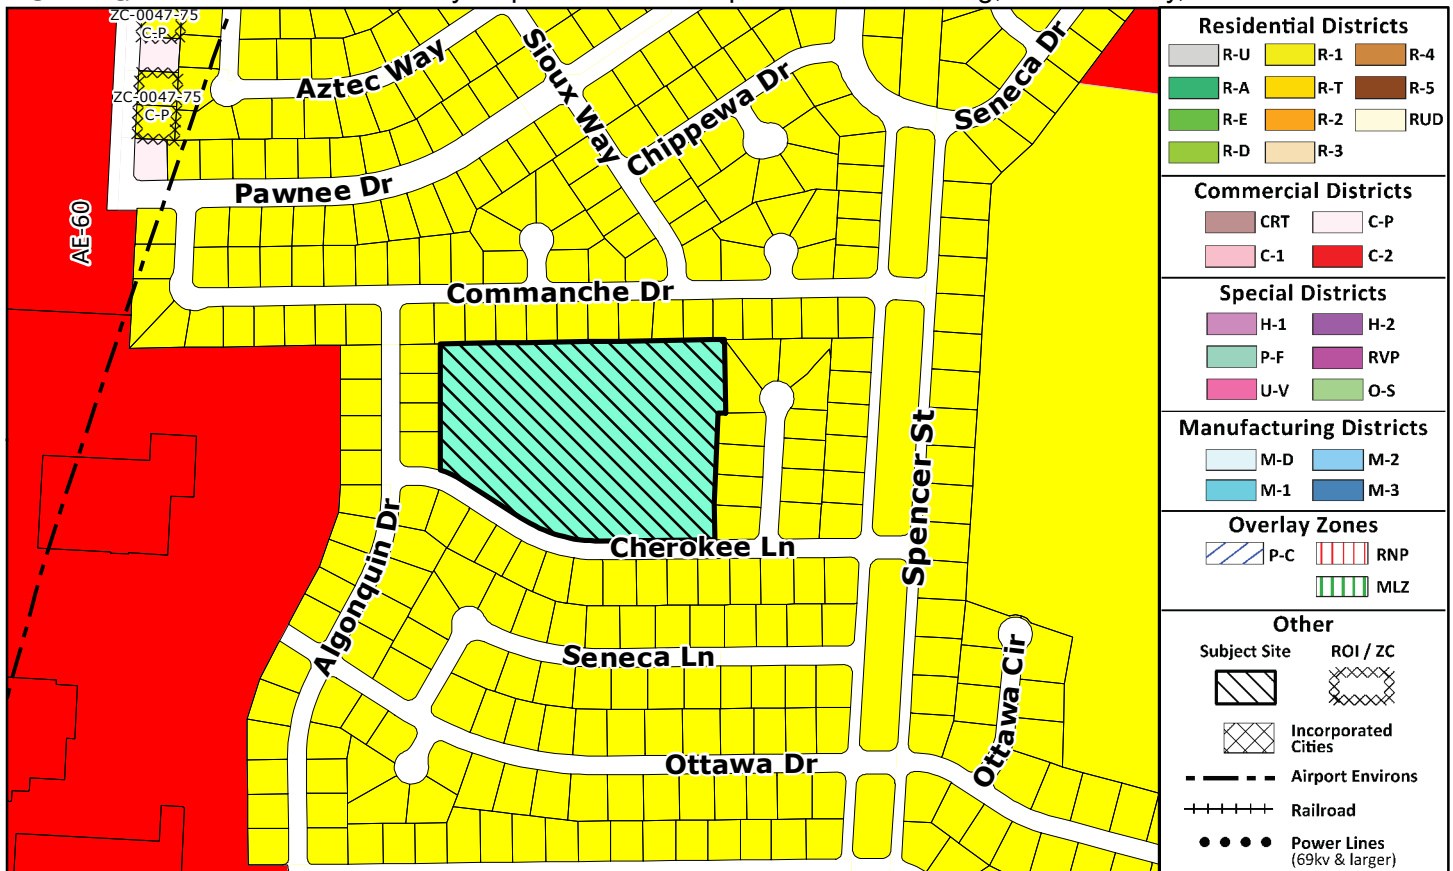 ZC-0047-75
C-P
ZC-0047-75
C-P
AE-60
Aztec Way
Sioux Way
Chippewa Dr
Seneca Dr
Pawnee Dr
Commanche Dr
Spencer St
Cherokee Ln
Algonquin Dr
Seneca Ln
Ottawa Cir
Ottawa Dr
Residential Districts
R-U
R-1
R-4
R-A
R-T
R-5
R-E
R-2
RUD
R-D
R-3
Commercial Districts
CRT
C-P
C-1
C-2
Special Districts
H-1
H-2
P-F
RVP
U-V
O-S
Manufacturing Districts
M-D
M-2
M-1
M-3
Overlay Zones
P-C
RNP
MLZ
Other
Subject Site
ROI / ZC
Incorporated
Cities
Airport Environs
Railroad
Power Lines
(69kv & larger)